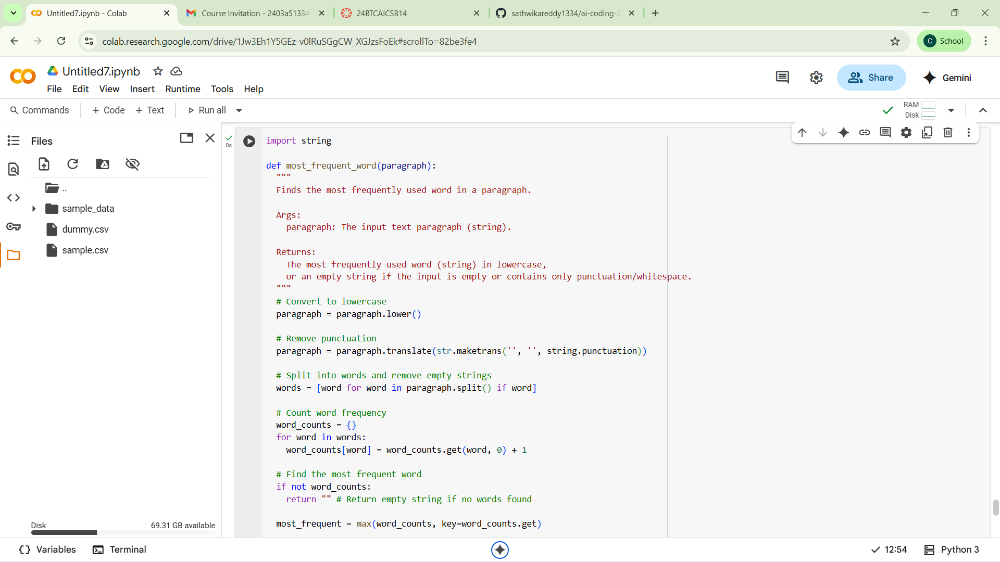 Untitled7.ipynb - Colab
Course Invitation - 2403a51334
24BTCAICSB14
sathwikareddy1334/ai-coding-2
colab.research.google.com/drive/1Jw3Eh1Y5GEz-v0lRuSGgCW_XGJzsFoEk#scrollTo=82be3fe4
C School
Untitled7.ipynb
File Edit View Insert Runtime Tools Help
Share
Gemini
Commands + Code + Text Run all
RAM
Disk
Files
..
sample_data
dummy.csv
sample.csv
Disk 69.31 GB available
0s
import string
def most_frequent_word(paragraph):
"""
Finds the most frequently used word in a paragraph.
Args:
paragraph: The input text paragraph (string).
Returns:
The most frequently used word (string) in lowercase,
or an empty string if the input is empty or contains only punctuation/whitespace.
"""
# Convert to lowercase
paragraph = paragraph.lower()
# Remove punctuation
paragraph = paragraph.translate(str.maketrans('', '', string.punctuation))
# Split into words and remove empty strings
words = [word for word in paragraph.split() if word]
# Count word frequency
word_counts = {}
for word in words:
word_counts[word] = word_counts.get(word, 0) + 1
# Find the most frequent word
if not word_counts:
return "" # Return empty string if no words found
most_frequent = max(word_counts, key=word_counts.get)
Variables Terminal
12:54 Python 3